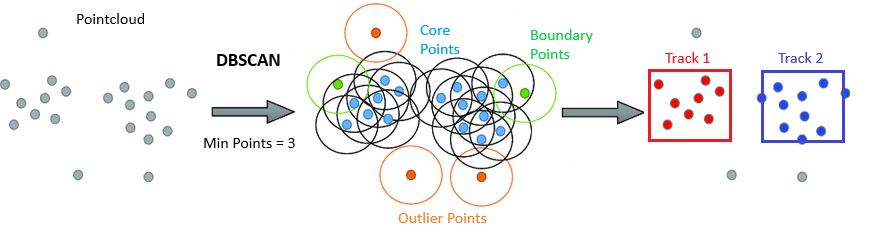 Pointcloud
DBSCAN
Min Points = 3
Core
Points
Boundary
Points
Outlier Points
Track 1
Track 2